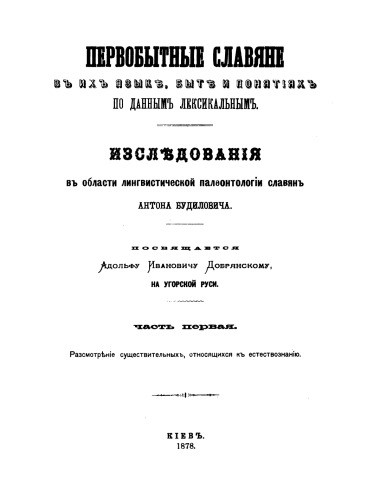 ПЕРВОБЫТНЫЕ СЛАВЯНЕ
ВЪ ИХЪ ЯЗЫКѢ, БЫТѢ И ПОНЯТІЯХЪ
ПО ДАННЫМЪ ЛЕКСИКАЛЬНЫМЪ.
ИЗСЛѢДОВАНІЯ
ВЪ ОБЛАСТИ ЛИНГВИСТИЧЕСКОЙ ПАЛЕОНТОЛОГІИ СЛАВЯНЪ
АНТОНА БУДИЛОВИЧА.
ПОСВЯЩАЕТСЯ
АДОЛЬФУ ИВАНОВИЧУ ДОБРЯНСКОМУ,
НА УГОРСКОЙ РУСИ.
ЧАСТЬ ПЕРВАЯ.
Разсмотрѣніе существительныхъ, относящихся къ естествознанію.
КІЕВЪ.
1878.